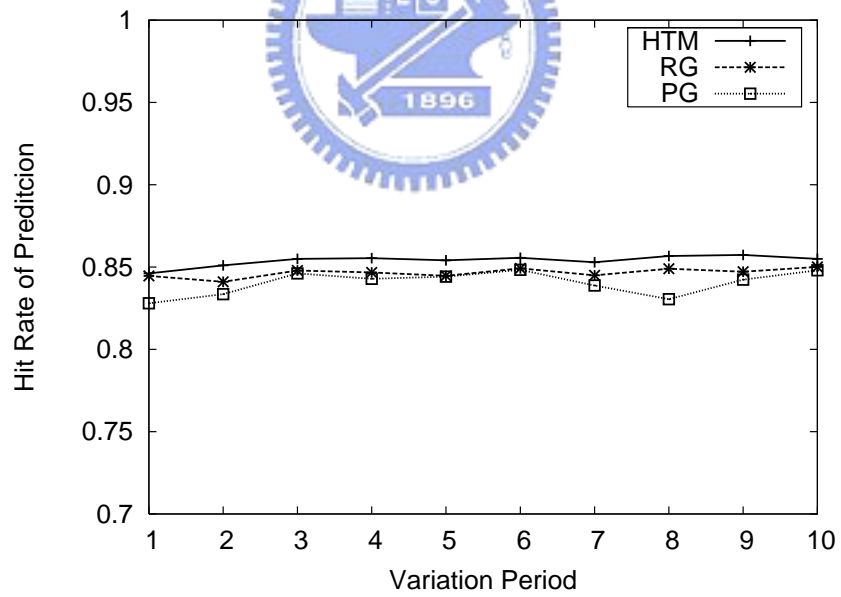 1
0.95
0.9
0.85
0.8
0.75
0.7
Hit Rate of Preditcion
1896
HTM
RG
PG
1 2 3 4 5 6 7 8 9 10
Variation Period